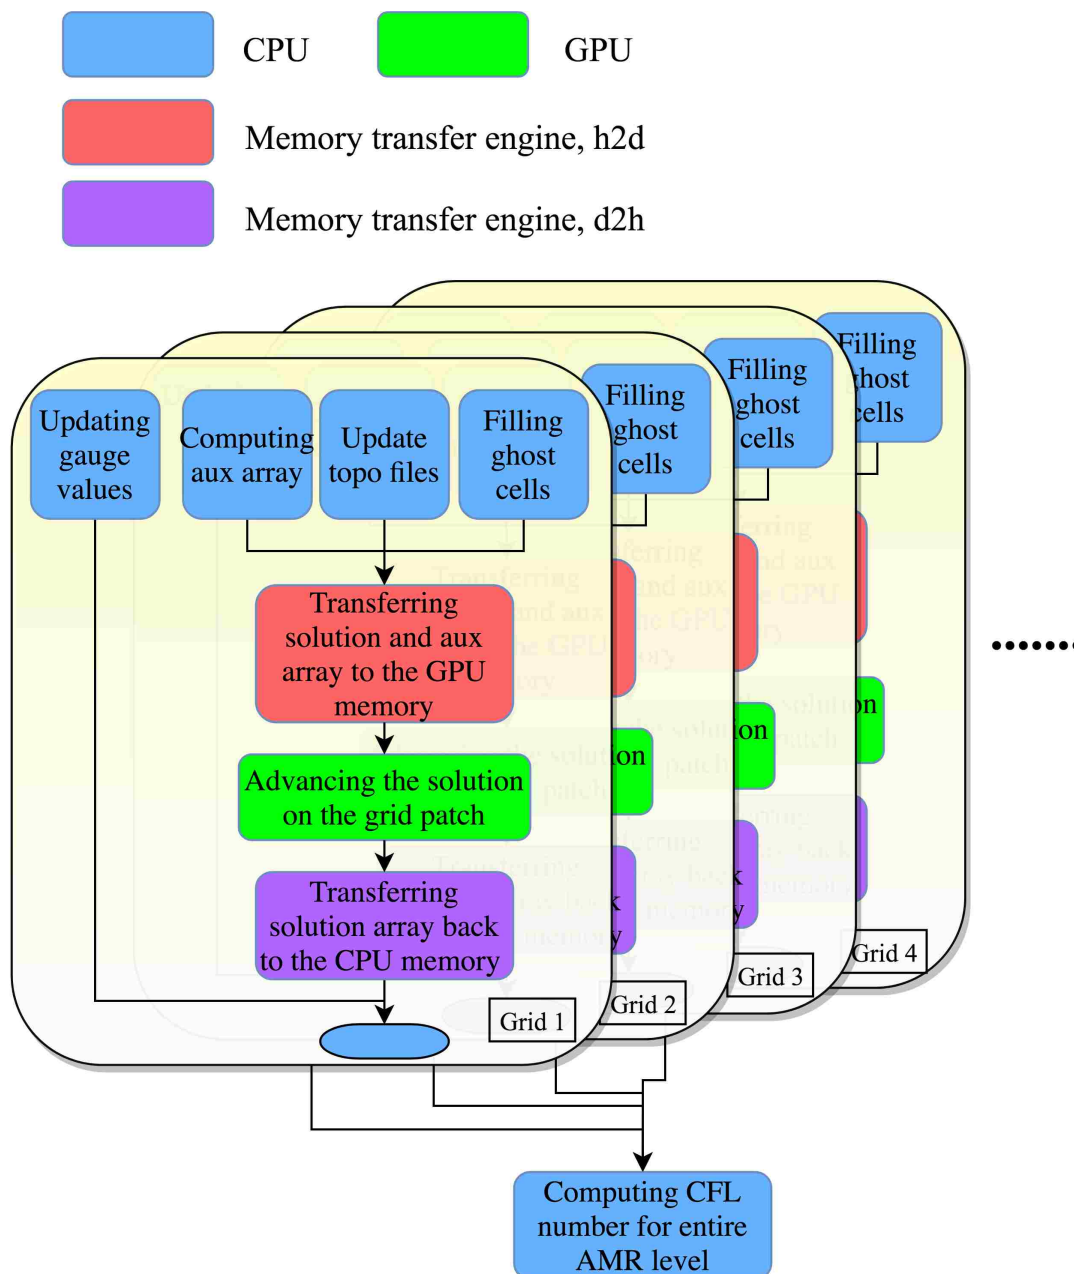 CPU
GPU
Memory transfer engine, h2d
Memory transfer engine, d2h
Updating
gauge
values
Computing
aux array
Update
topo files
Filling
ghost
cells
Filling
ghost
cells
Filling
ghost
cells
Filling
ghost
cells
Transferring
solution and aux
array to the GPU
memory
Advancing the solution
on the grid patch
Transferring
solution array back
to the CPU memory
Grid 1
Grid 2
Grid 3
Grid 4
Computing CFL
number for entire
AMR level